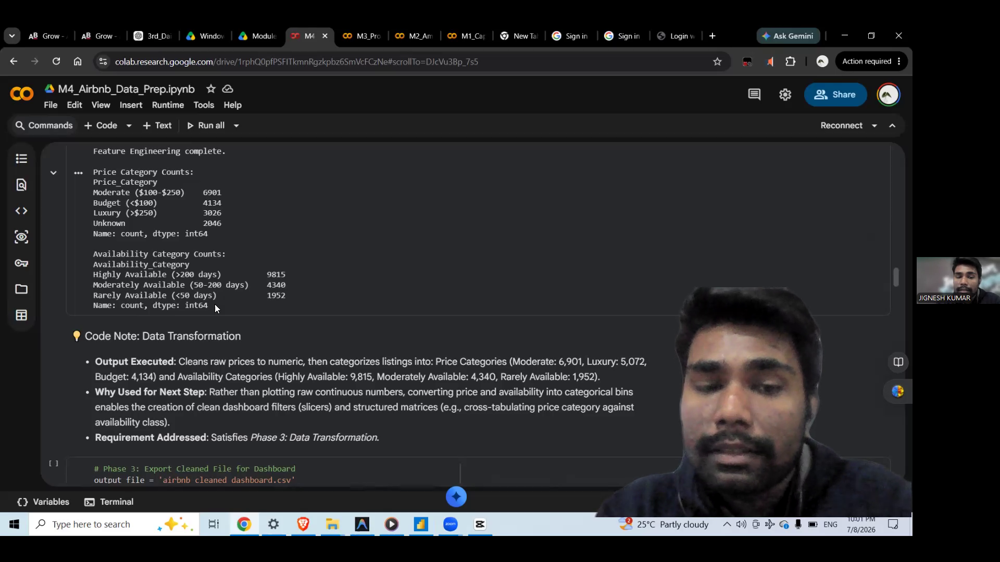 AB Grow -
AB Grow -
3rd_Dai
Windov
Module
M4
M3_Pro
M2_Am
M1_Cap
New Tab
Sign in
Sign in
Login w
Ask Gemini
colab.research.google.com/drive/1rphQ0pfPSFITkmnRgzkpbz6SmVcFCzNe#scrollTo=DJcVu3Bp_7s5
Action required
M4_Airbnb_Data_Prep.ipynb
File Edit View Insert Runtime Tools Help
Share
Commands + Code + Text Run all
Reconnect
Feature Engineering complete.
Price Category Counts:
Price_Category
Moderate ($100-$250) 6901
Budget (<$100) 4134
Luxury (>$250) 3026
Unknown 2046
Name: count, dtype: int64
Availability Category Counts:
Availability_Category
Highly Available (>200 days) 9815
Moderately Available (50-200 days) 4340
Rarely Available (<50 days) 1952
Name: count, dtype: int64
JIGNESH KUMAR
Code Note: Data Transformation
• Output Executed: Cleans raw prices to numeric, then categorizes listings into: Price Categories (Moderate: 6,901, Luxury: 5,072,
Budget: 4,134) and Availability Categories (Highly Available: 9,815, Moderately Available: 4,340, Rarely Available: 1,952).
• Why Used for Next Step: Rather than plotting raw continuous numbers, converting price and availability into categorical bins
enables the creation of clean dashboard filters (slicers) and structured matrices (e.g., cross-tabulating price category against
availability class).
• Requirement Addressed: Satisfies Phase 3: Data Transformation.
[ ]
# Phase 3: Export Cleaned File for Dashboard
output_file = 'airbnb_cleaned_dashboard.csv'
Variables
Terminal
Type here to search
zoom
2
25°C Partly cloudy
ENG
10:01 PM
7/8/2026